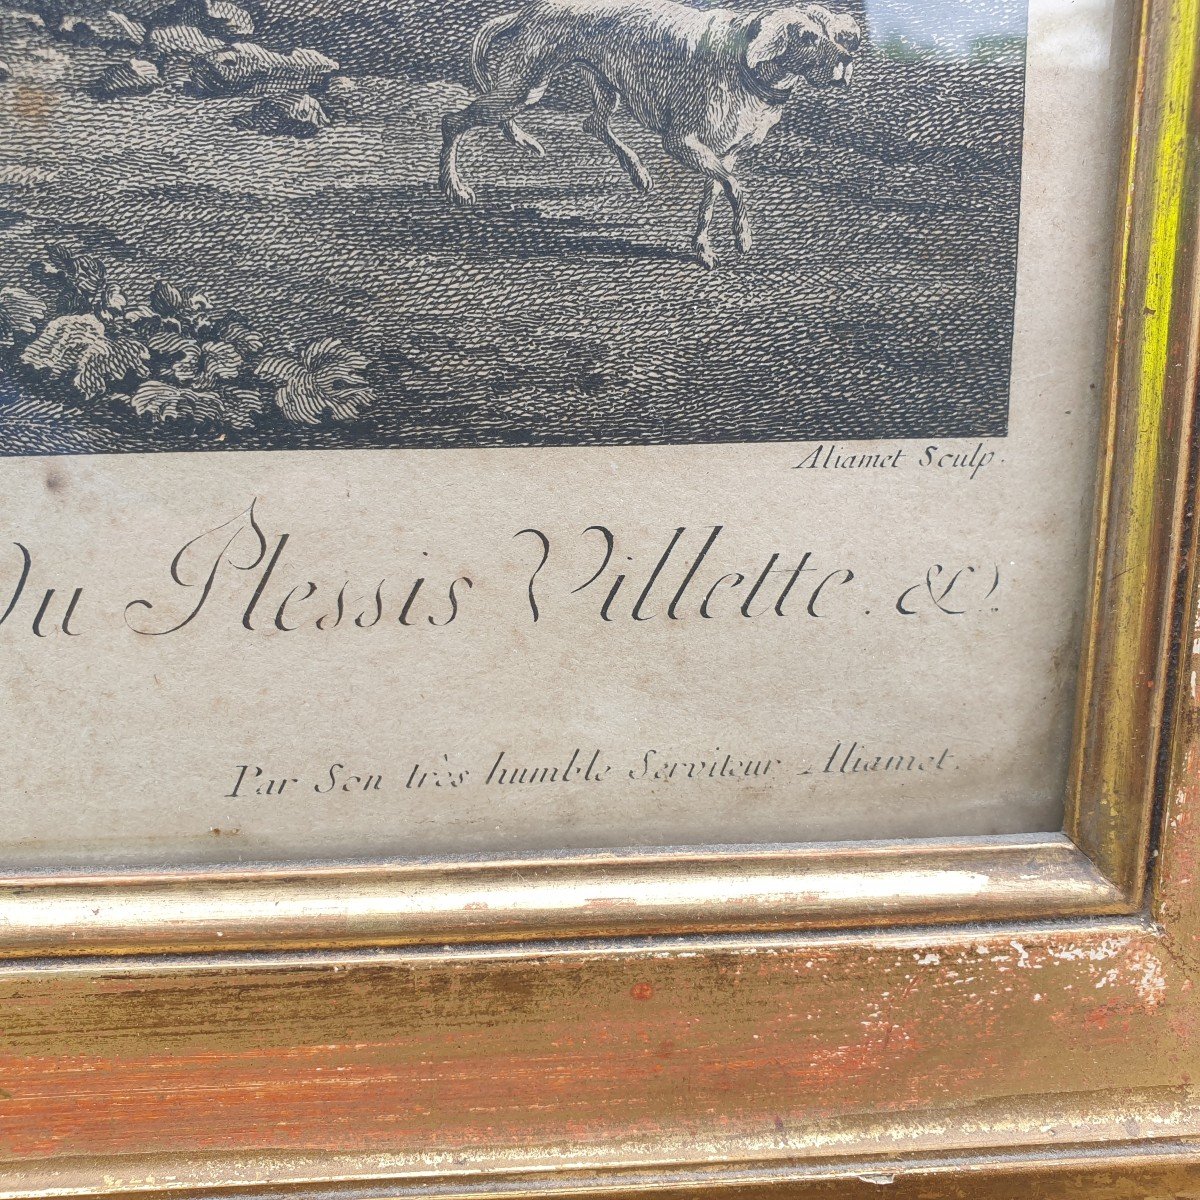 Aliamet Sculp.
Du Plessis Villette. &c.
Par Son très humble Serviteur Aliamet.